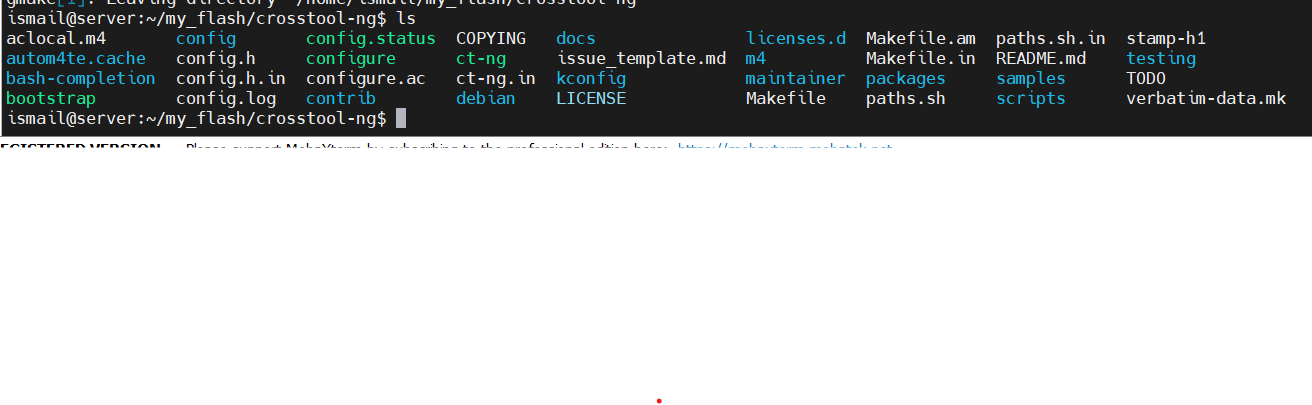 gmake[1]: Leaving directory '/home/ismail/my_flash/crosstool-ng'
ismail@server:~/my_flash/crosstool-ng$ ls
aclocal.m4 config config.status COPYING docs licenses.d Makefile.am paths.sh.in stamp-h1
autom4te.cache config.h configure ct-ng issue_template.md m4 Makefile.in README.md testing
bash-completion config.h.in configure.ac ct-ng.in kconfig maintainer packages samples TODO
bootstrap config.log contrib debian LICENSE Makefile paths.sh scripts verbatim-data.mk
ismail@server:~/my_flash/crosstool-ng$
EGISTERED VERSION - Please support MobaXterm by subscribing to the professional edition here: https://mobaxterm.mobatek.net